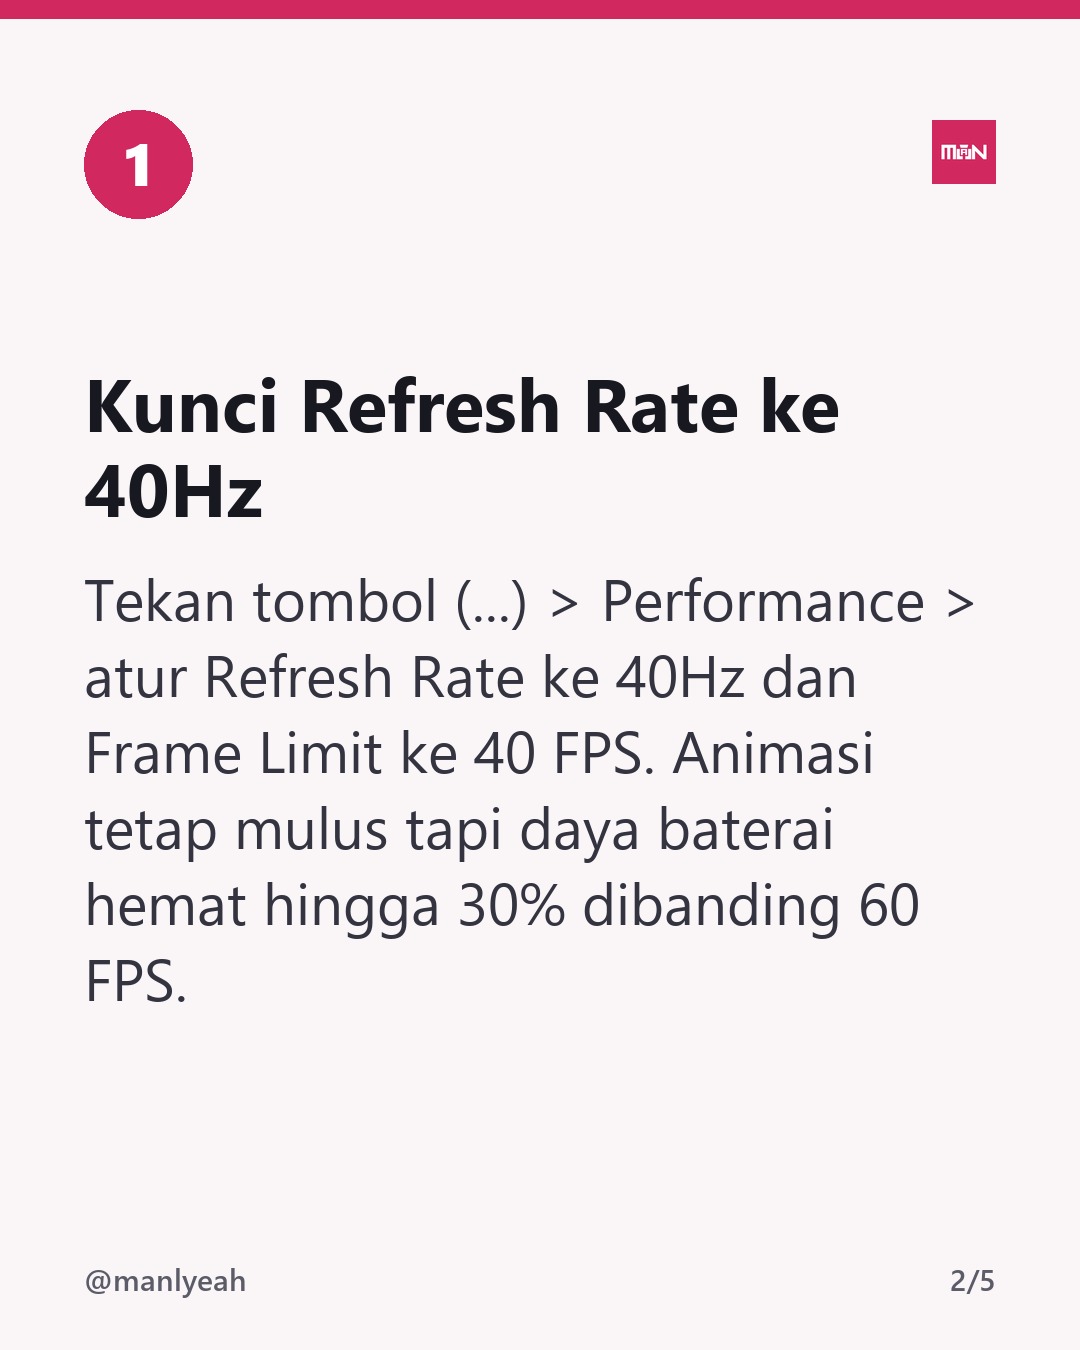 1
MAN
Kunci Refresh Rate ke
40Hz
Tekan tombol (...) > Performance >
atur Refresh Rate ke 40Hz dan
Frame Limit ke 40 FPS. Animasi
tetap mulus tapi daya baterai
hemat hingga 30% dibanding 60
FPS.
@manlyeah
2/5